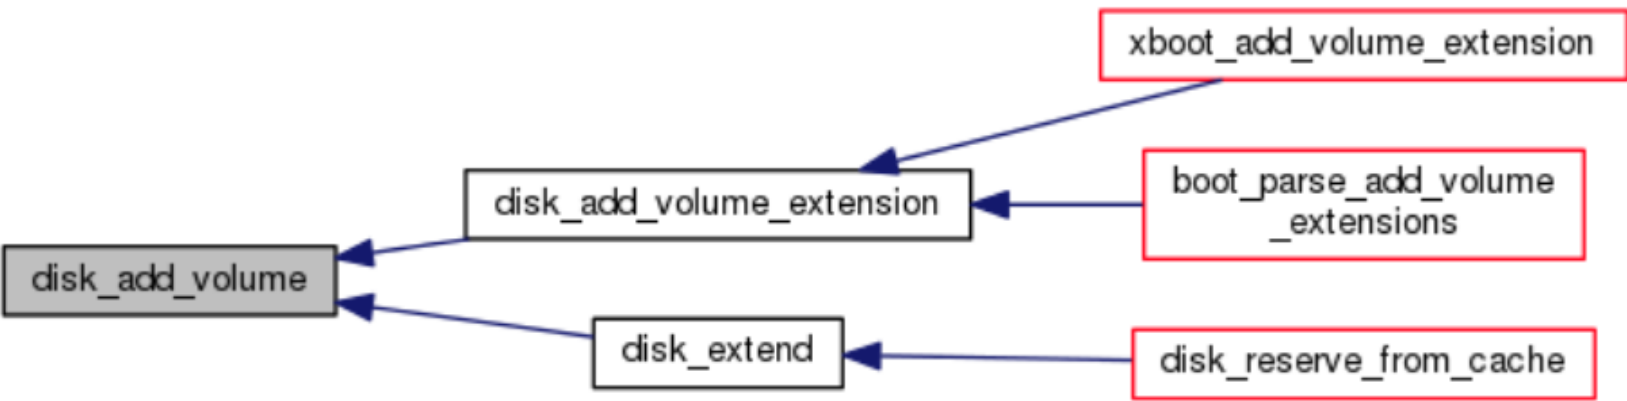 xboot_add_volume_extension
boot_parse_add_volume
_extensions
disk_add_volume_extension
disk_add_volume
disk_extend
disk_reserve_from_cache